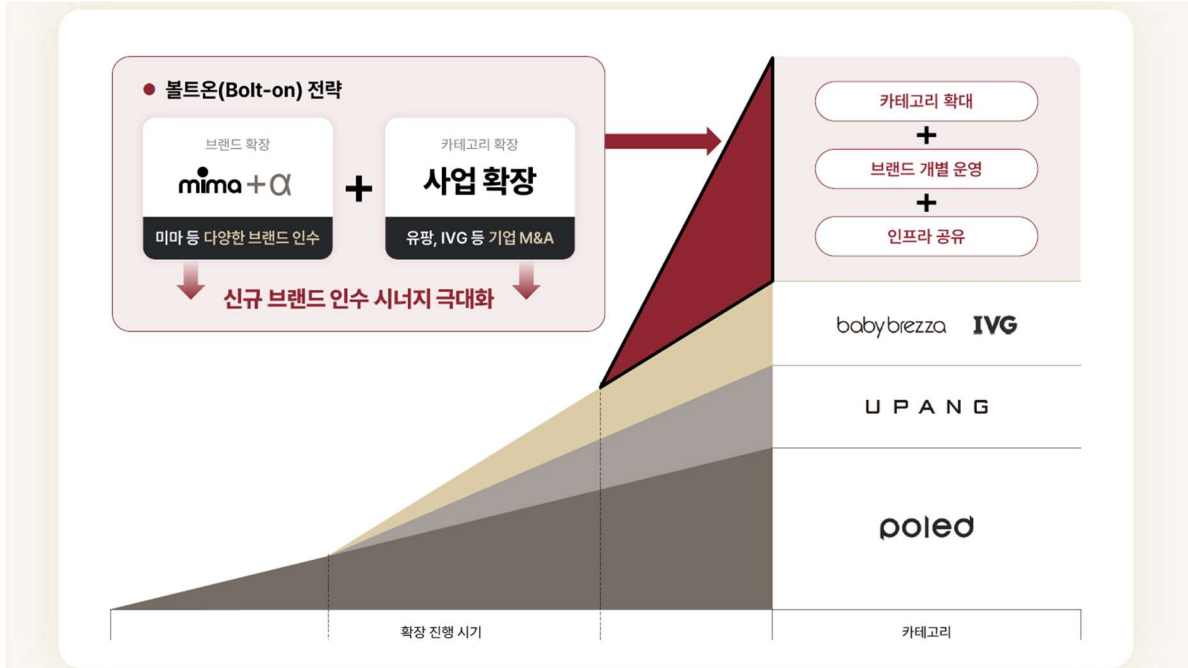 볼트온(Bolt-on) 전략
브랜드 확장
mima+α
미마 등 다양한 브랜드 인수
+
카테고리 확장
사업 확장
유팡, IVG 등 기업 M&A
신규 브랜드 인수 시너지 극대화
카테고리 확대
+
브랜드 개별 운영
+
인프라 공유
babybrezza IVG
UPANG
poled
확장 진행 시기
카테고리